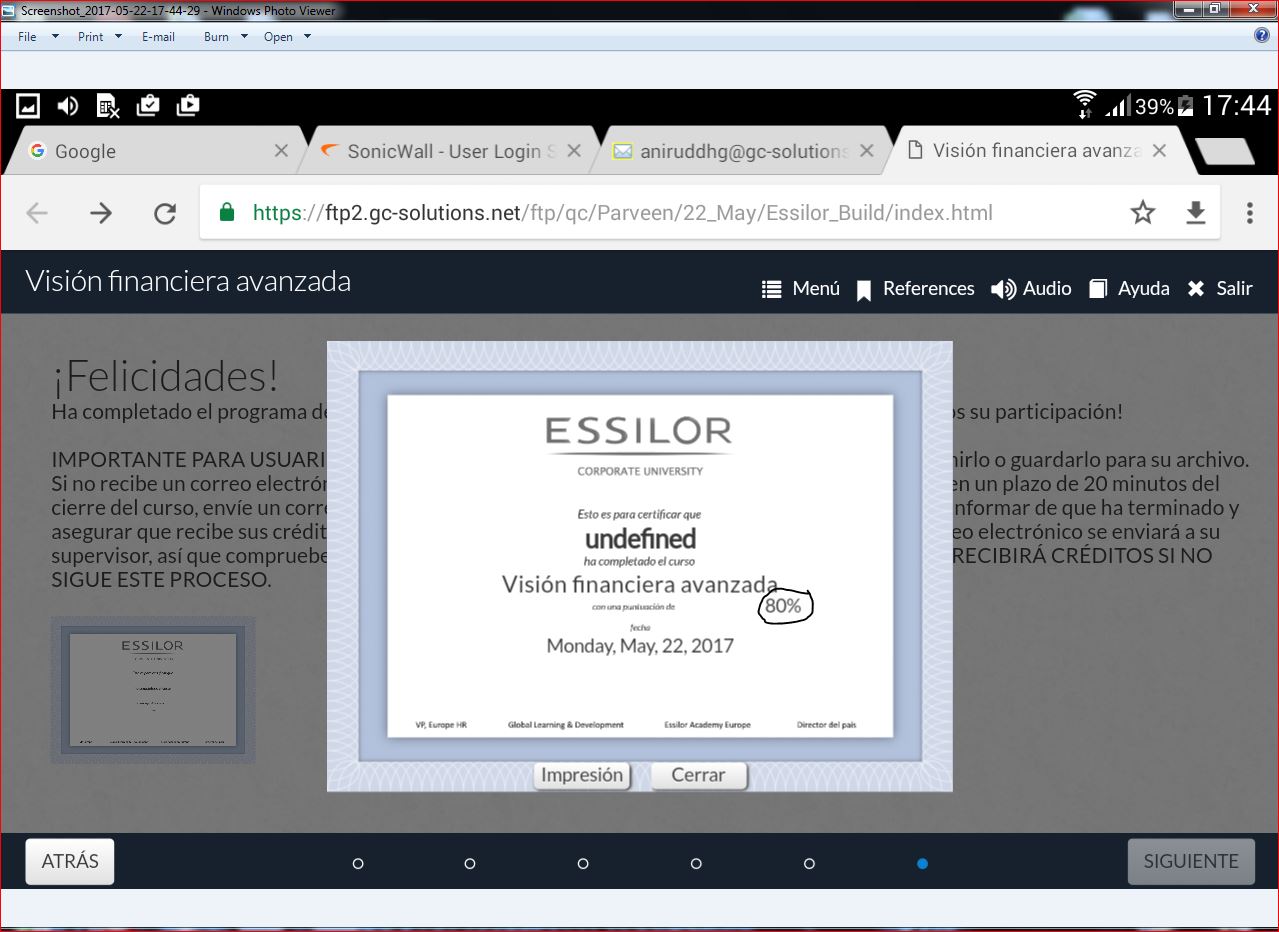 Screenshot_2017-05-22-17-44-29 - Windows Photo Viewer
File Print E-mail Burn Open
39% 17:44
Google SonicWall - User Login S aniruddhg@gc-solutions Visión financiera avanza
https://ftp2.gc-solutions.net/ftp/qc/Parveen/22_May/Essilor_Build/index.html
Visión financiera avanzada Menú References Audio Ayuda Salir
¡Felicidades!
Ha completado el programa de os su participación!
IMPORTANTE PARA USUARI nirlo o guardarlo para su archivo.
Si no recibe un correo electrón en un plazo de 20 minutos del
cierre del curso, envíe un corre nformar de que ha terminado y
asegurar que recibe sus crédit eo electrónico se enviará a su
supervisor, así que compruebe RECIBIRÁ CRÉDITOS SI NO
SIGUE ESTE PROCESO.
ESSILOR
CORPORATE UNIVERSITY
Esto es para certificar que
undefined
ha completado el curso
Visión financiera avanzada
con una puntuación de 80%
fecha
Monday, May, 22, 2017
VP, Europe HR Global Learning & Development Essilor Academy Europe Director del país
Impresión Cerrar
ESSILOR
ATRÁS SIGUIENTE